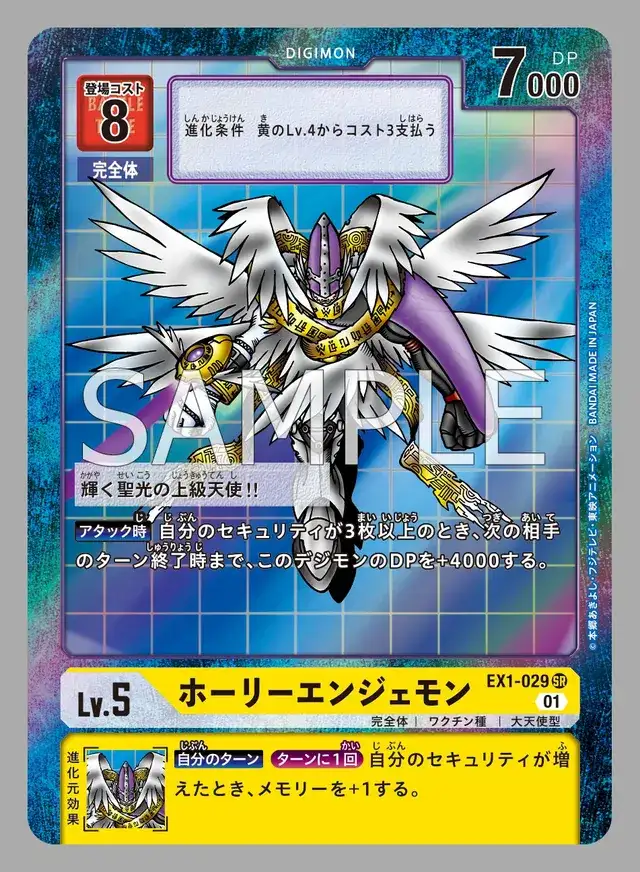 DIGIMON
DP
7000
登場コスト
8
完全体
進化条件 黄のLv.4からコスト3支払う
SAMPLE
輝く聖光の上級天使!!
アタック時 自分のセキュリティが3枚以上のとき、次の相手
のターン終了時まで、このデジモンのDPを+4000する。
©本郷あきよし・フジテレビ・東映アニメーション BANDAI MADE IN JAPAN
Lv.5
ホーリーエンジェモン
EX1-029 SR
01
完全体 | ワクチン種 | 大天使型
進化元効果
自分のターン ターンに1回 自分のセキュリティが増
えたとき、メモリーを+1する。